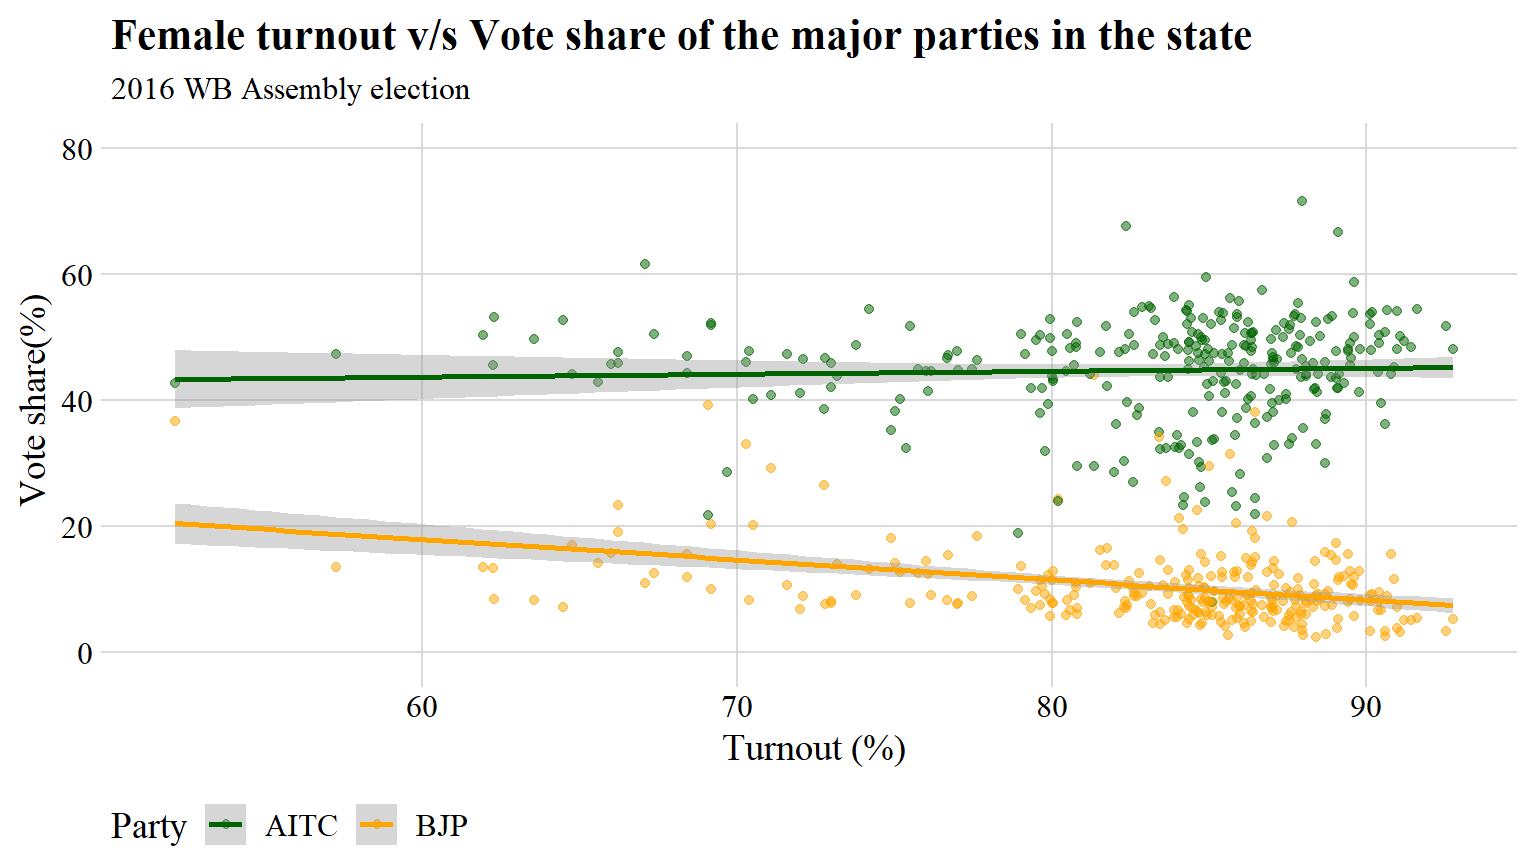 Female turnout v/s Vote share of the major parties in the state
2016 WB Assembly election
Vote share(%)
80
60
40
20
0
60 70 80 90
Turnout (%)
Party AITC BJP